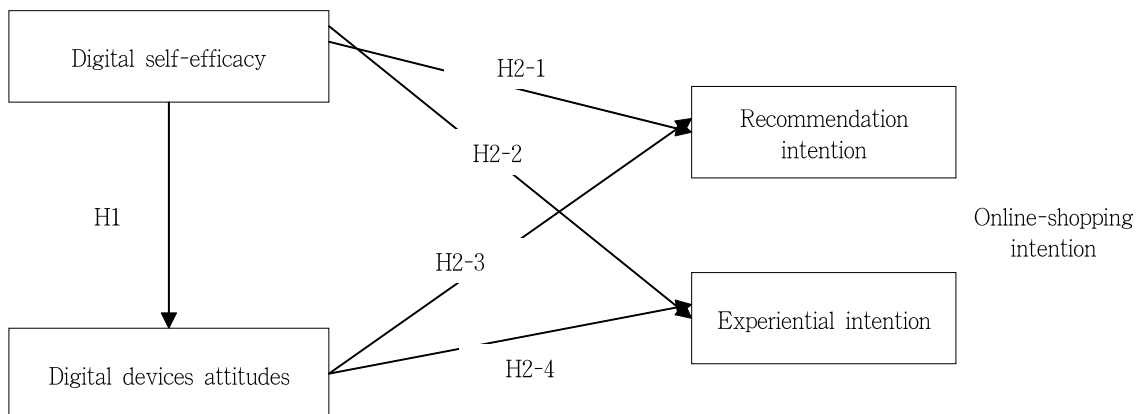 Digital self-efficacy
H2-1
Recommendation
intention
H2-2
H1
Online-shopping
intention
H2-3
Experiential intention
H2-4
Digital devices attitudes